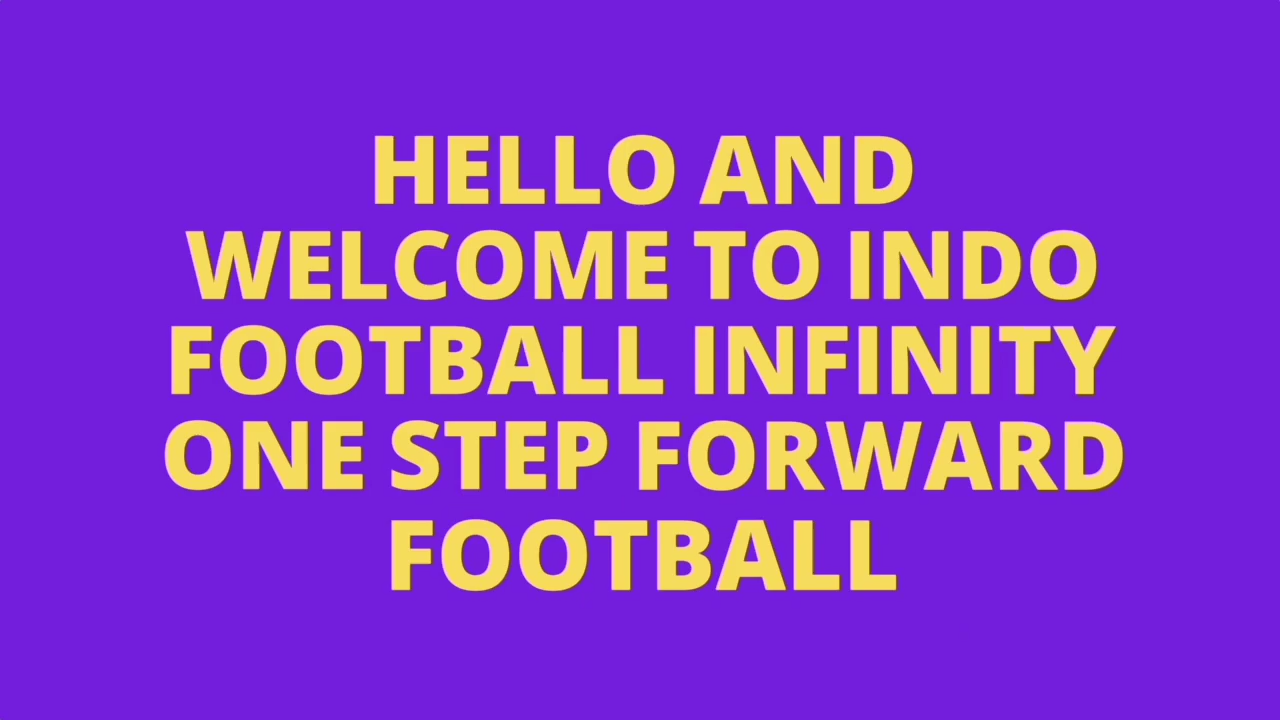 HELLO AND
WELCOME TO INDO
FOOTBALL INFINITY
ONE STEP FORWARD
FOOTBALL